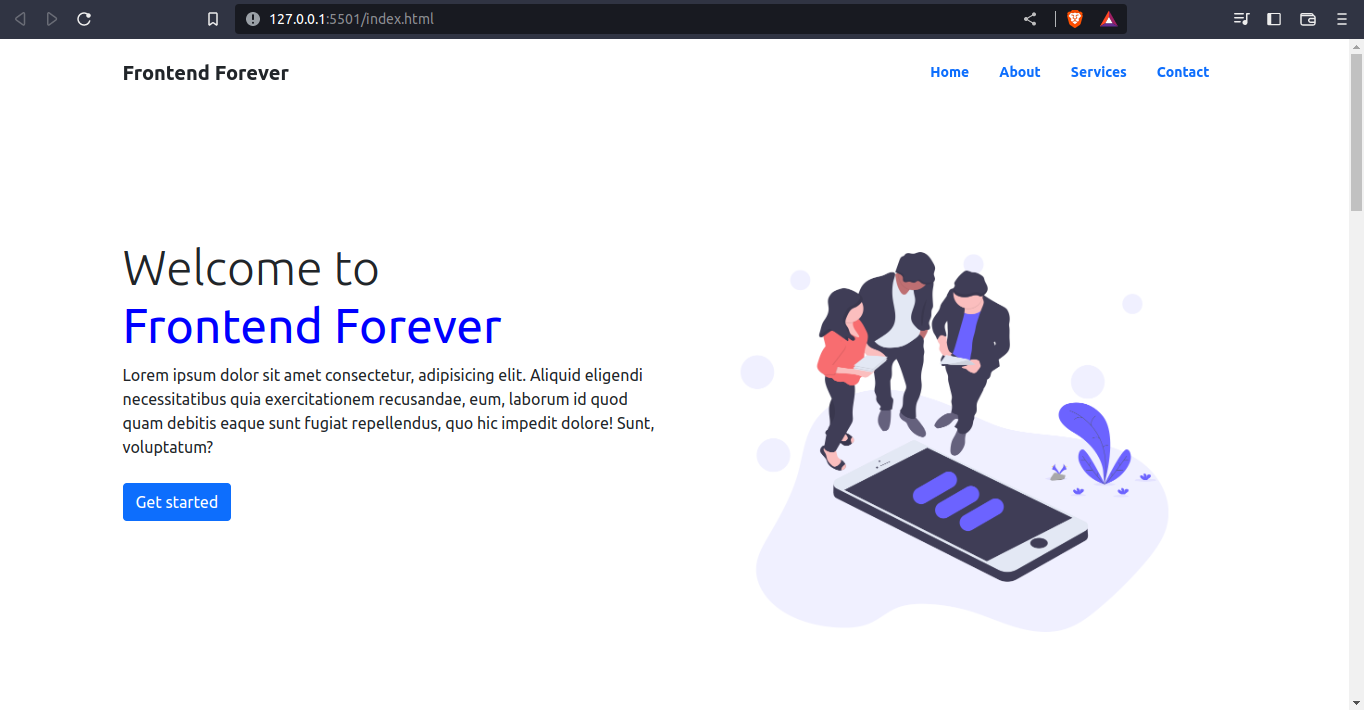 127.0.0.1:5501/index.html
Frontend Forever
Home About Services Contact
Welcome to
Frontend Forever
Lorem ipsum dolor sit amet consectetur, adipisicing elit. Aliquid eligendi
necessitatibus quia exercitationem recusandae, eum, laborum id quod
quam debitis eaque sunt fugiat repellendus, quo hic impedit dolore! Sunt,
voluptatum?
Get started